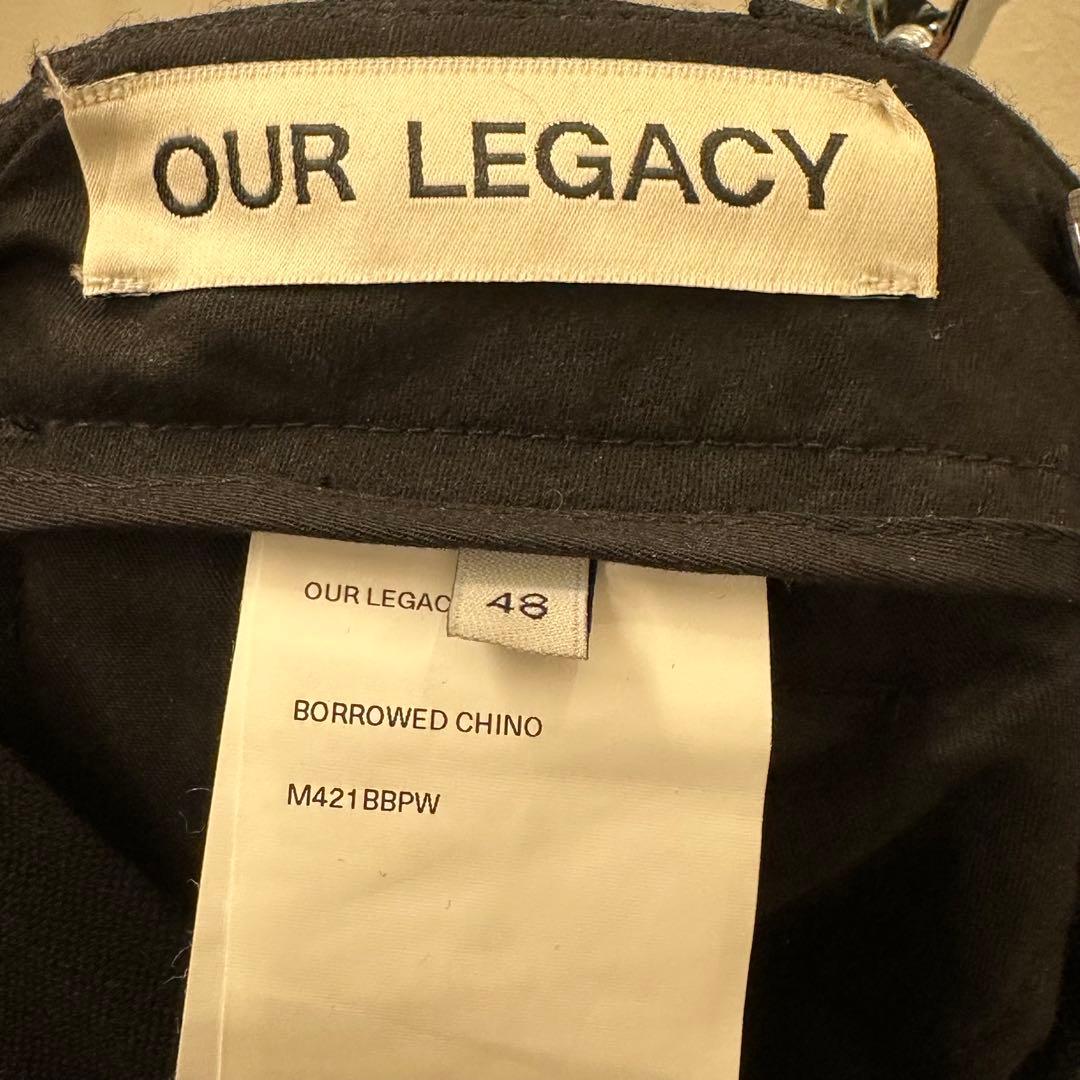 OUR LEGACY
OUR LEGAC
48
BORROWED CHINO
M421BBPW